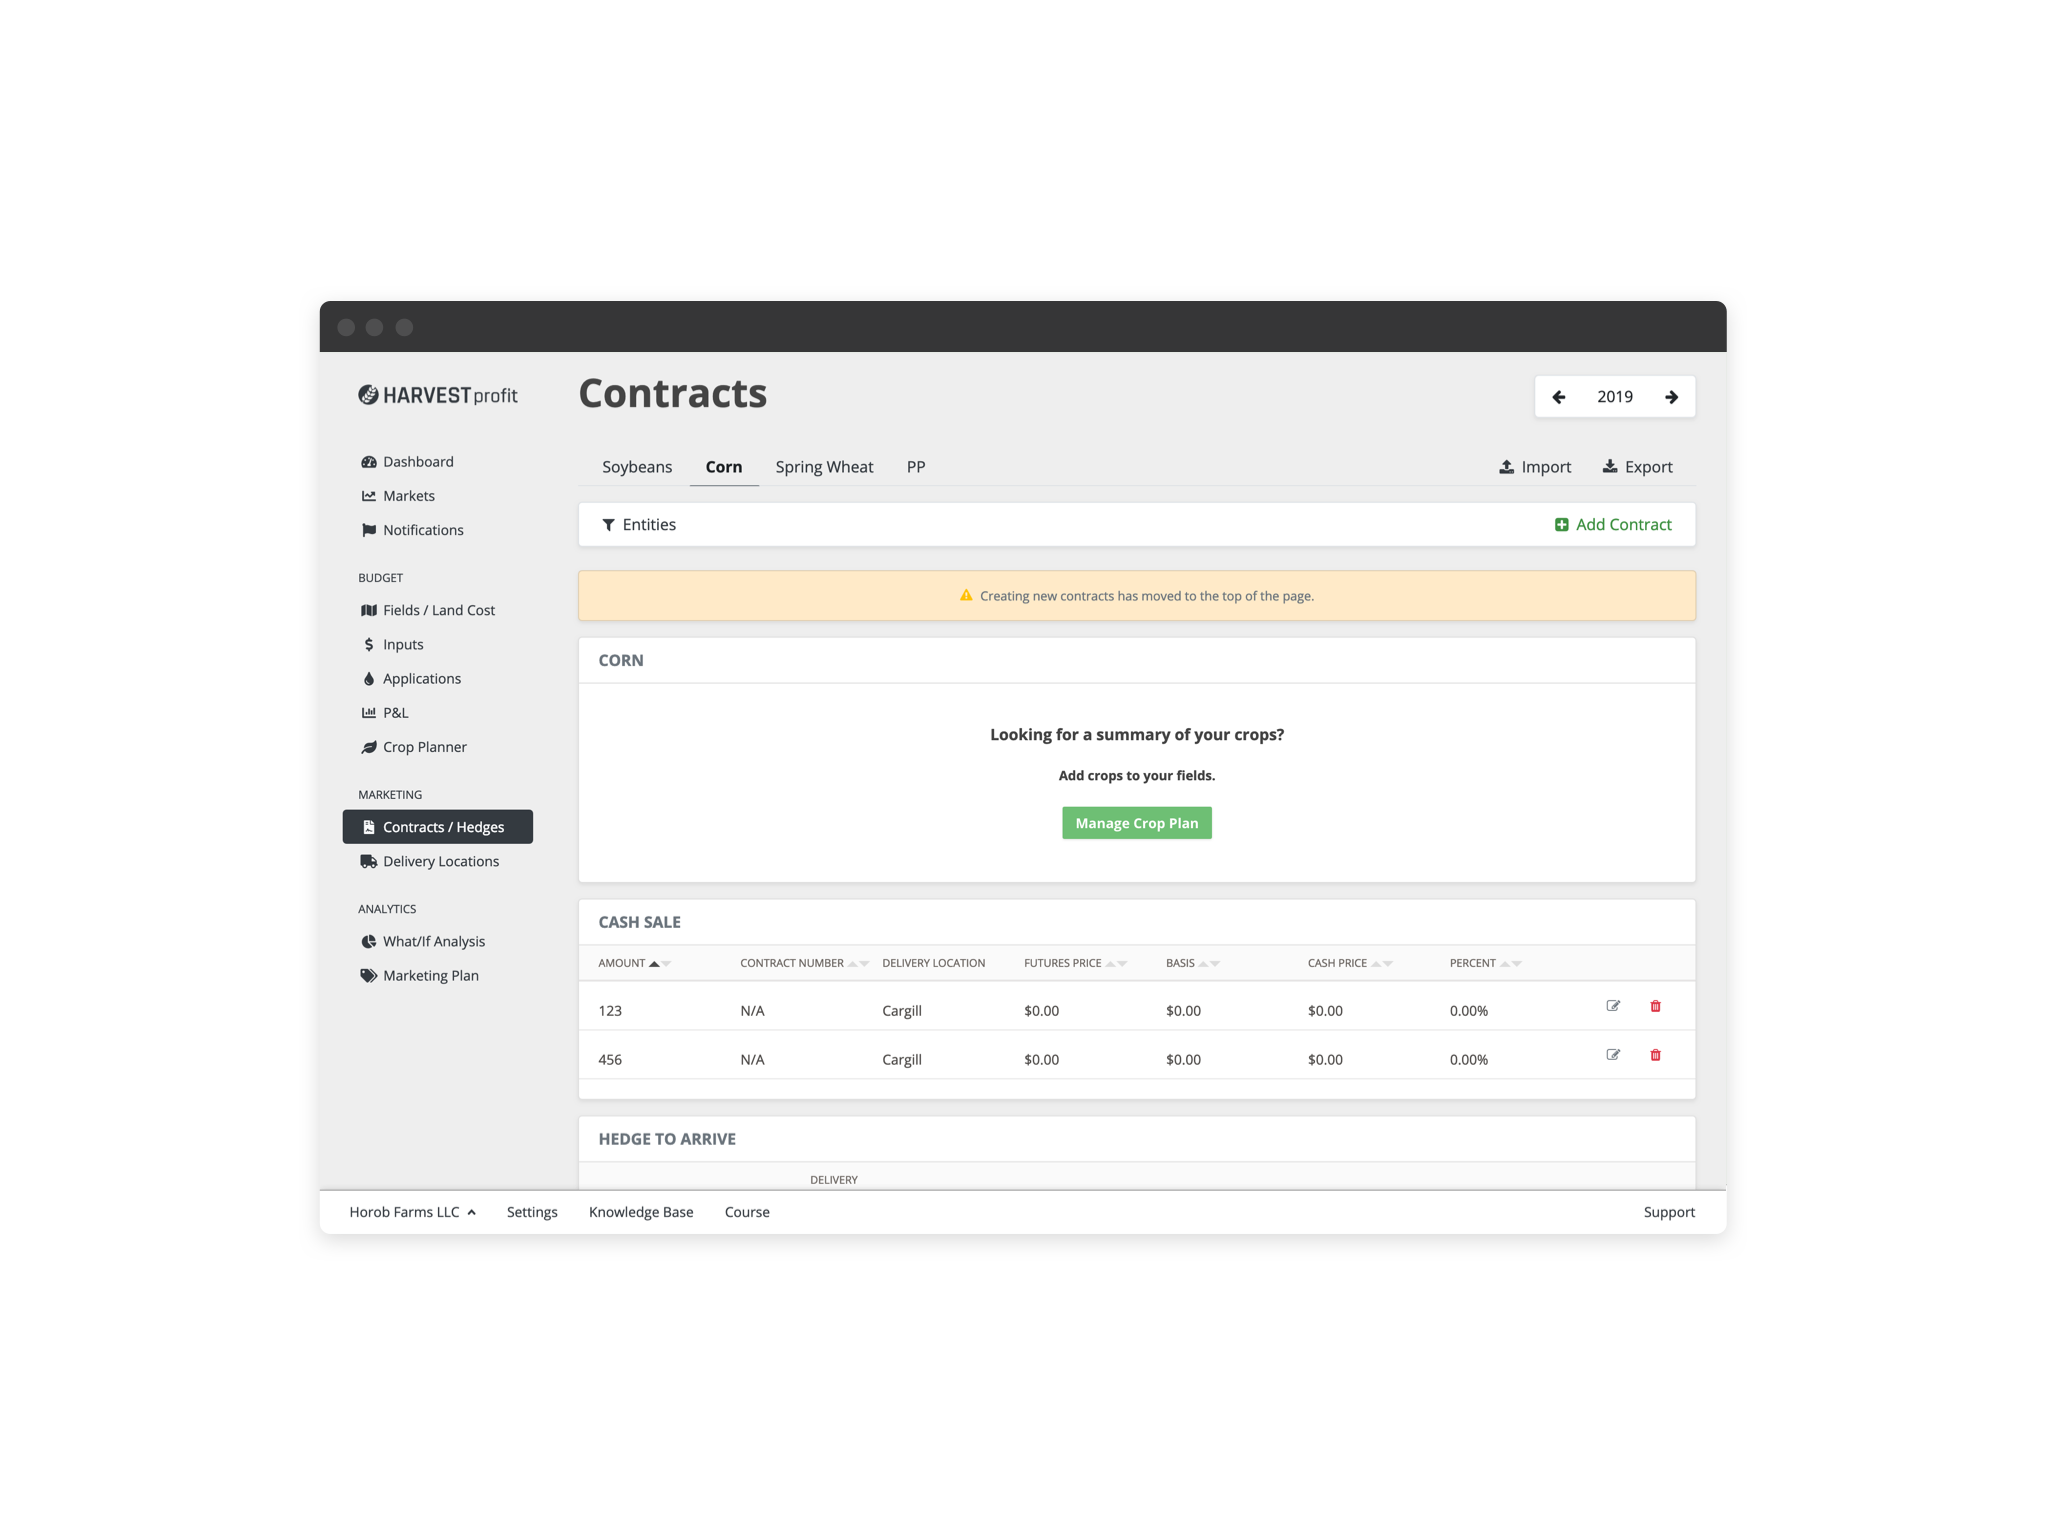 HARVEST profit
Dashboard
Markets
Notifications
BUDGET
Fields / Land Cost
Inputs
Applications
P&L
Crop Planner
MARKETING
Contracts / Hedges
Delivery Locations
ANALYTICS
What/If Analysis
Marketing Plan
Contracts
2019
Soybeans Corn Spring Wheat PP Import Export
Entities Add Contract
Creating new contracts has moved to the top of the page.
CORN
Looking for a summary of your crops?
Add crops to your fields.
Manage Crop Plan
CASH SALE
AMOUNT CONTRACT NUMBER DELIVERY LOCATION FUTURES PRICE BASIS CASH PRICE PERCENT
123 N/A Cargill $0.00 $0.00 $0.00 0.00%
456 N/A Cargill $0.00 $0.00 $0.00 0.00%
HEDGE TO ARRIVE
DELIVERY
Horob Farms LLC Settings Knowledge Base Course Support